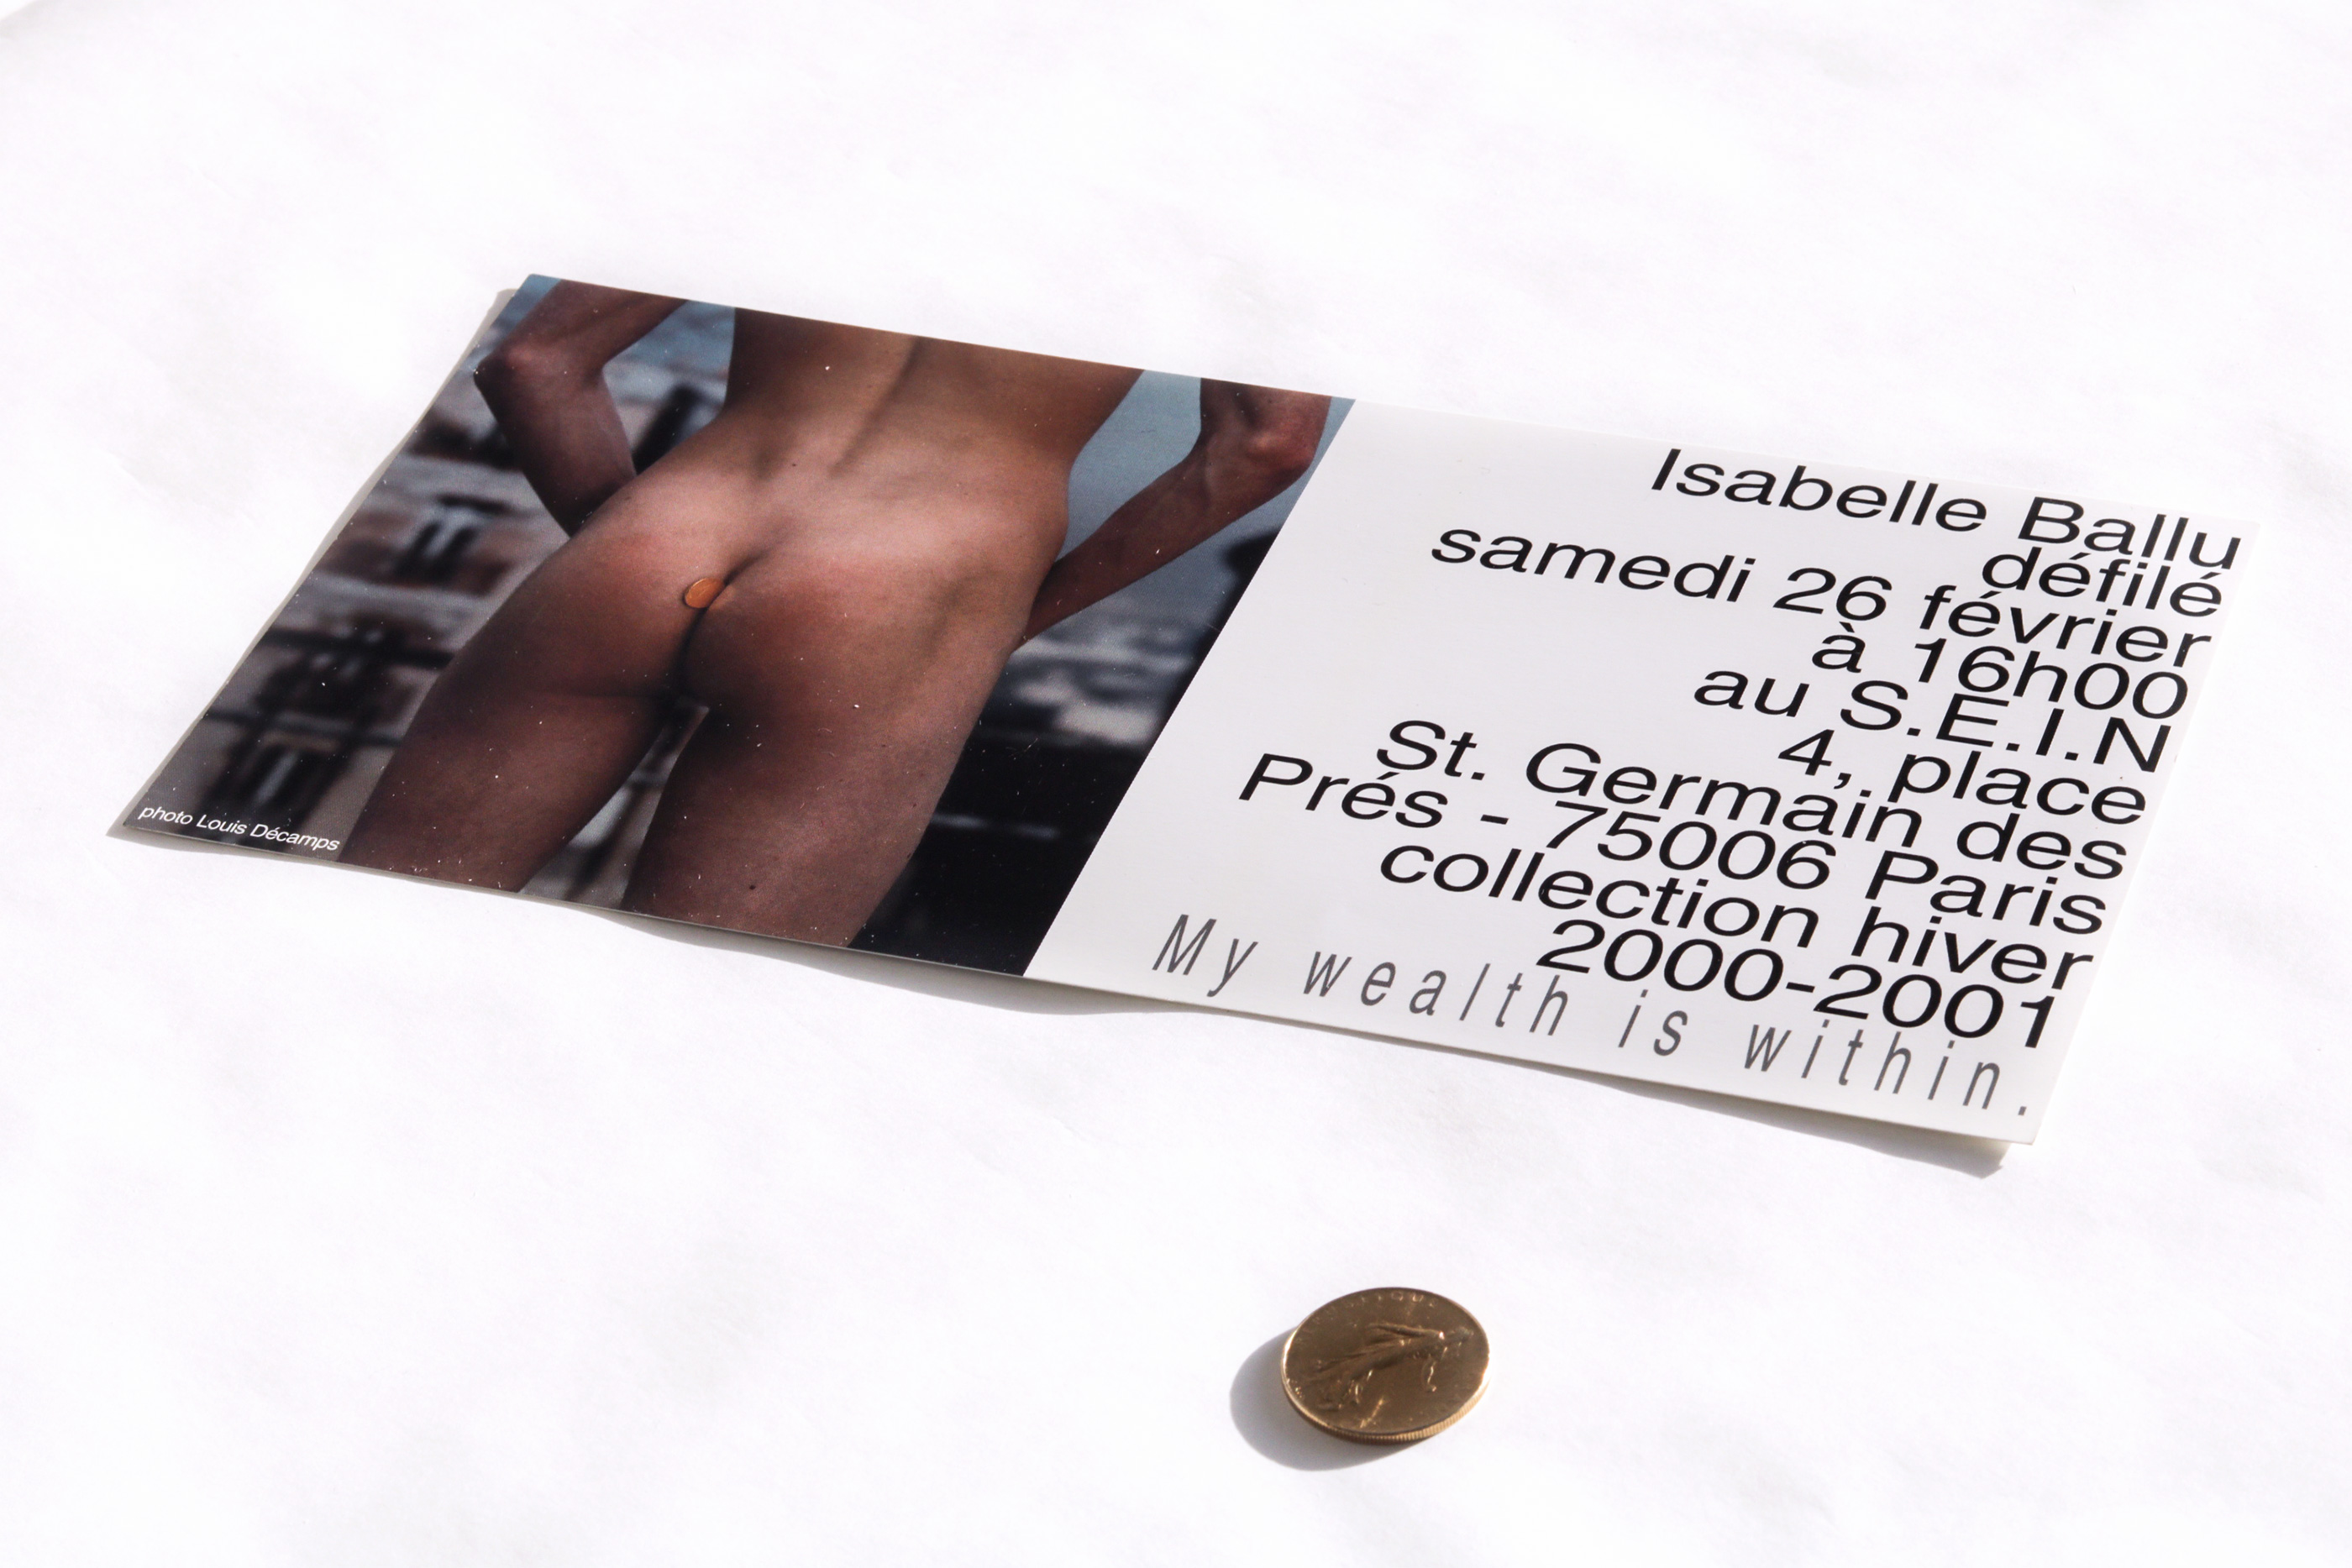 Isabelle Ballu
défilé
samedi 26 février
à 16h00
au S.E.I.N
4, place
St. Germain des
Prés - 75006 Paris
collection hiver
2000-2001
My wealth is within.
photo Louis Décamps